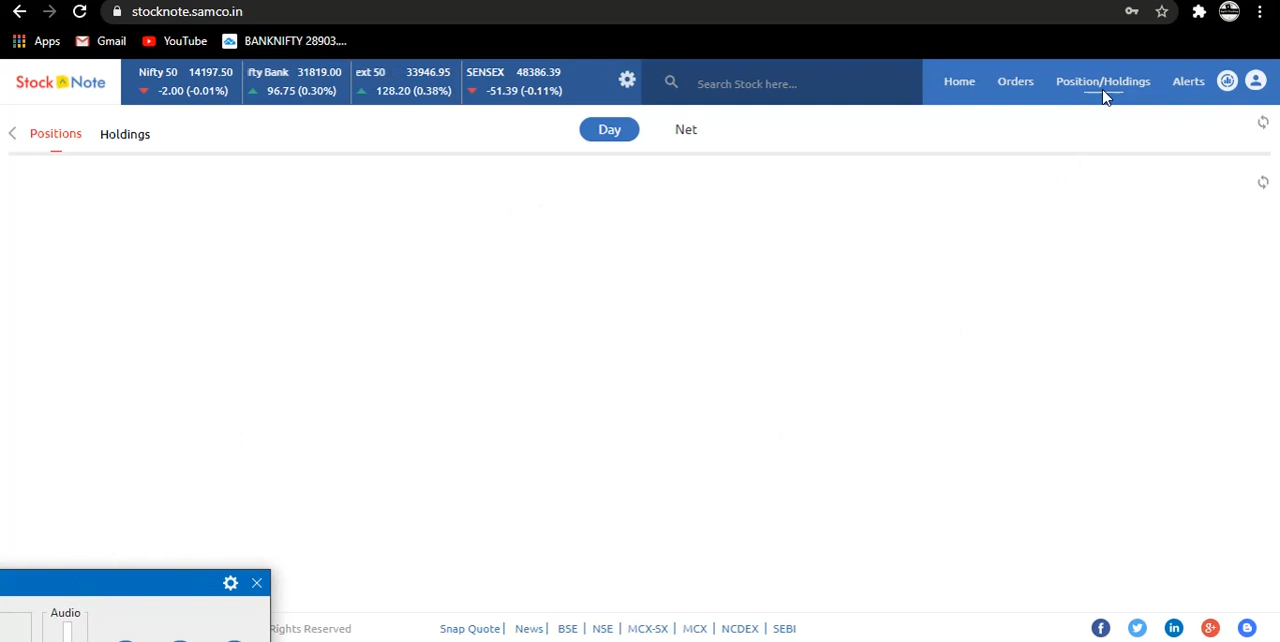 stocknote.samco.in
Apps Gmail YouTube BANKNIFTY 28903....
Stock Note Nifty 50 14197.50 fty Bank 31819.00 ext 50 33946.95 SENSEX 48386.39
-2.00 (-0.01%) 96.75 (0.30%) 128.20 (0.38%) -51.39 (-0.11%)
Search Stock here... Home Orders Position/Holdings Alerts
Positions Holdings Day Net
Audio
Rights Reserved Snap Quote| News| BSE | NSE | MCX-SX | MCX | NCDEX | SEBI